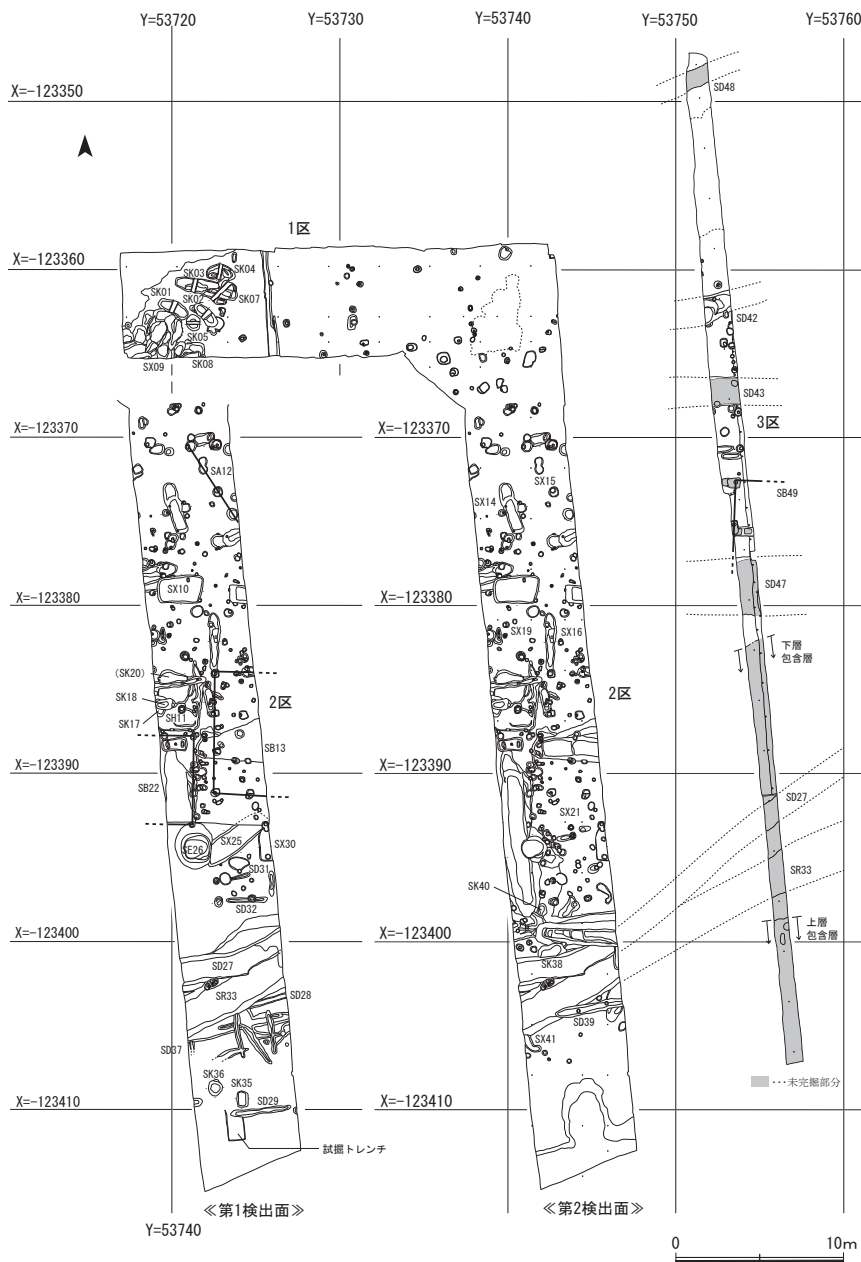 Y=53720
Y=53730
Y=53740
Y=53750
Y=53760
X=-123350
SD48
1区
X=-123360
SK03
SK04
SK01
SK02
SK07
SK05
SX09
SK08
SD42
SD43
X=-123370
X=-123370
3区
SA12
SX15
SX14
SB49
SX10
SD47
X=-123380
X=-123380
SX19
SX16
下層
包含層
(SK20)
SK18
SK17
SH11
2区
2区
SB13
X=-123390
X=-123390
SB22
SD27
SX21
SX25
SE26
SX30
SD31
SR33
SK40
SD32
上層
包含層
X=-123400
X=-123400
SD27
SK38
SR33
SD28
SD39
SD37
SX41
SK36
SK35
未完掘部分
SD29
X=-123410
X=-123410
試掘トレンチ
≪第1検出面≫
≪第2検出面≫
Y=53740
0
10m